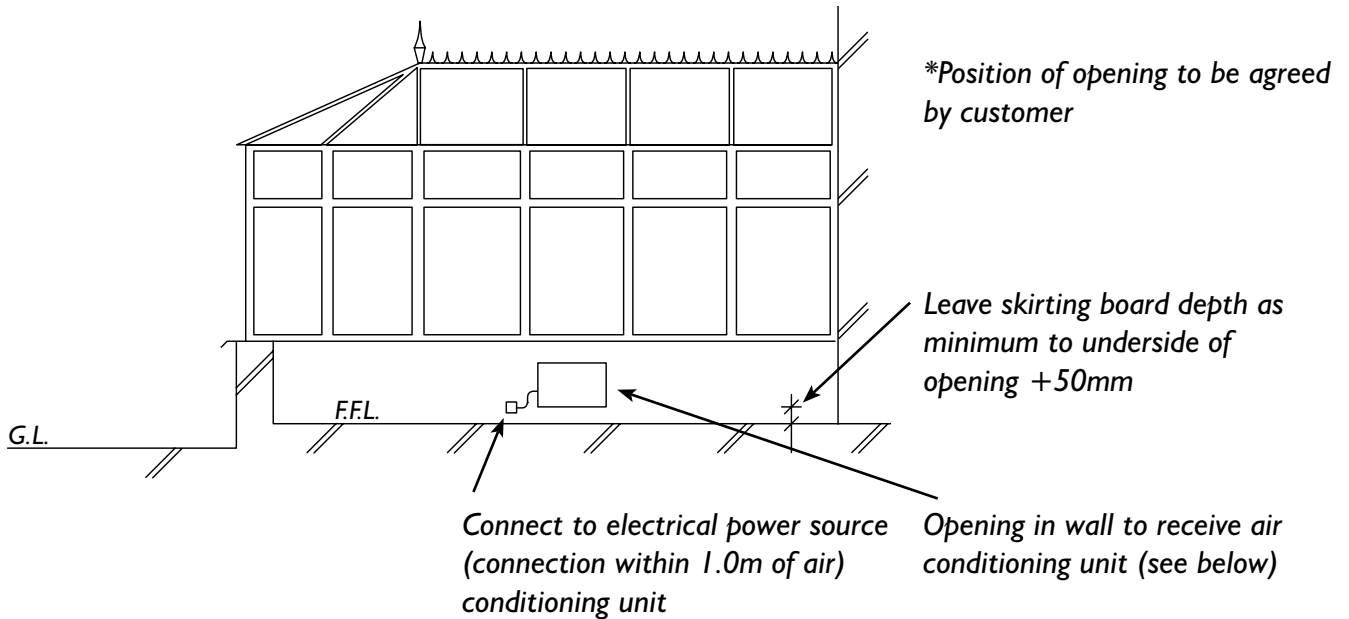 *Position of opening to be agreed
by customer
Leave skirting board depth as
minimum to underside of
opening +50mm
F.F.L.
G.L.
Connect to electrical power source
(connection within 1.0m of air)
conditioning unit
Opening in wall to receive air
conditioning unit (see below)